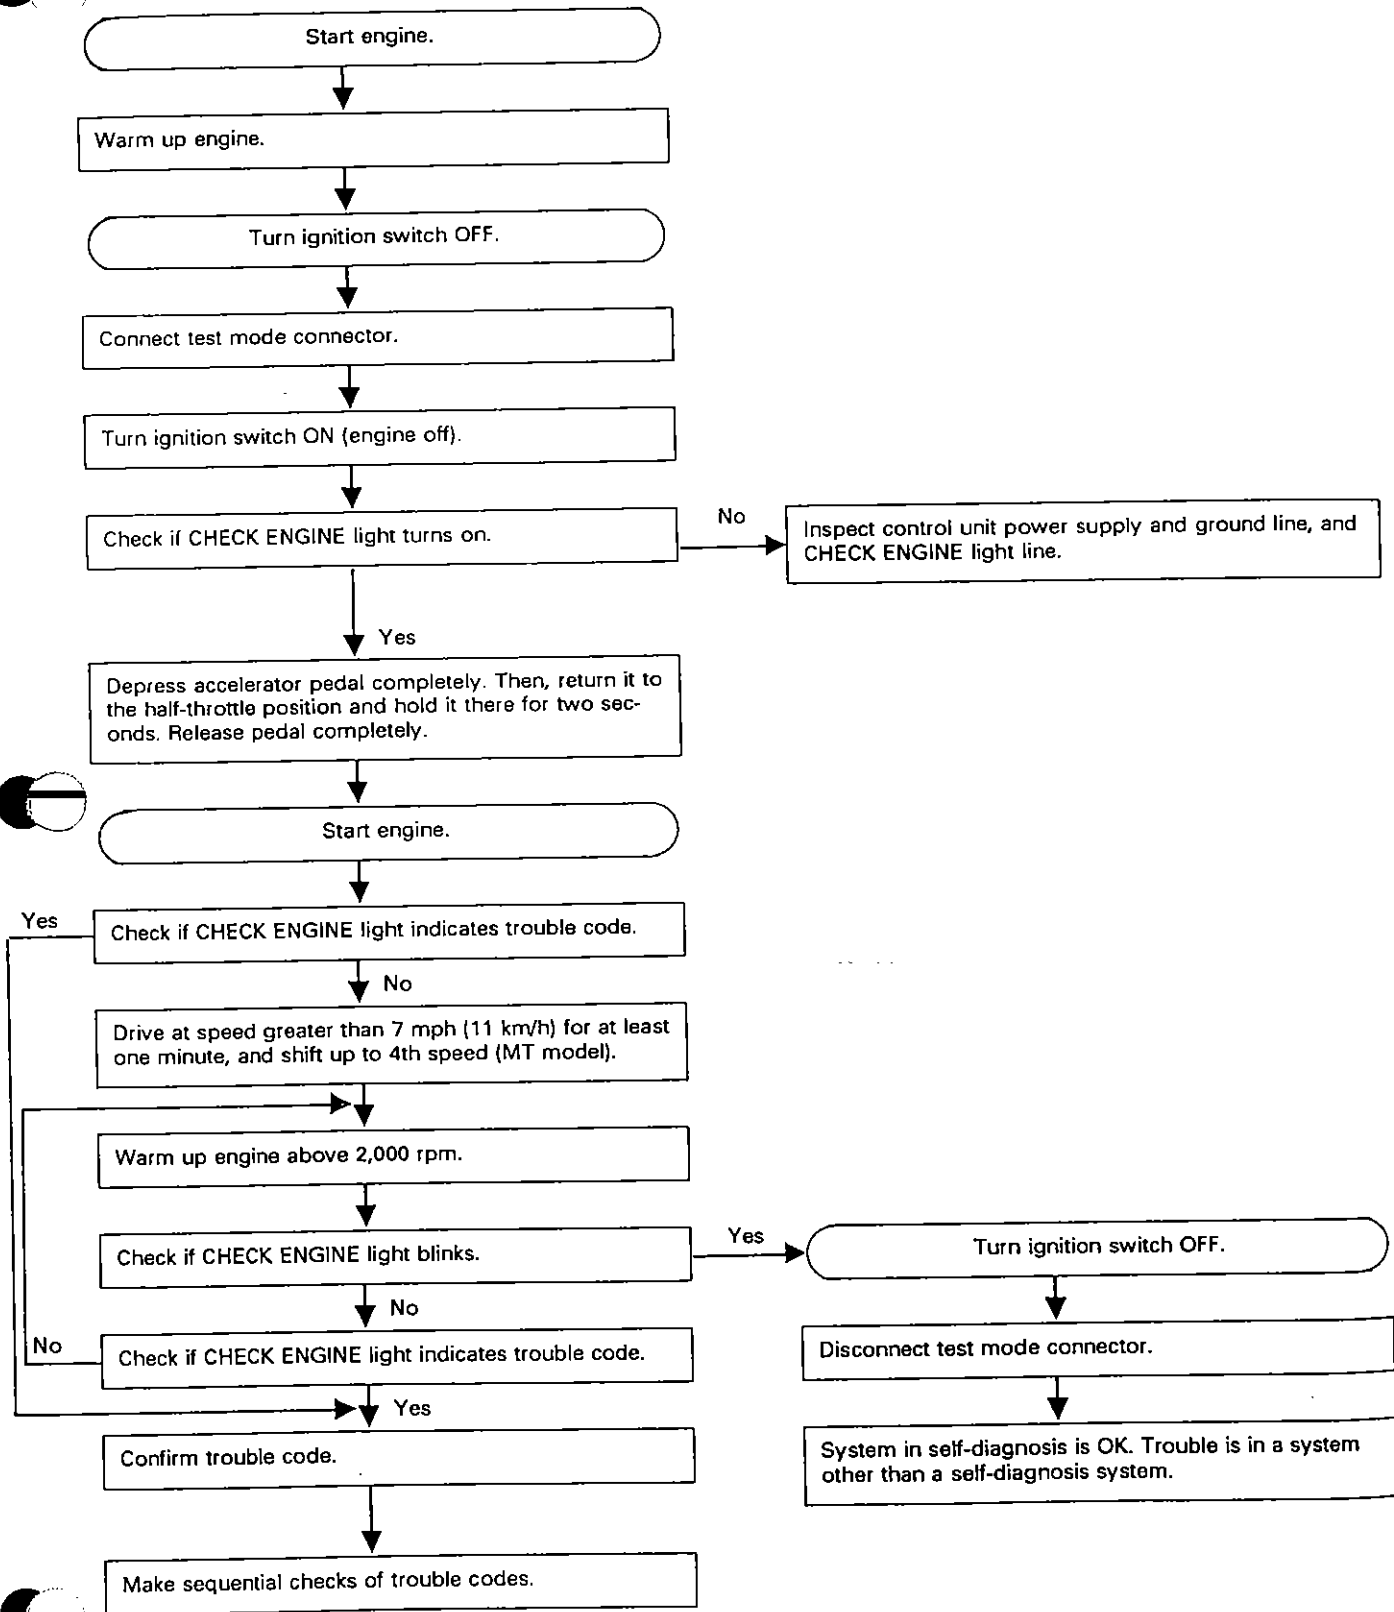 Start engine.
Warm up engine.
Turn ignition switch OFF.
Connect test mode connector.
Turn ignition switch ON (engine off).
Check if CHECK ENGINE light turns on.
No
Inspect control unit power supply and ground line, and
CHECK ENGINE light line.
Yes
Depress accelerator pedal completely. Then, return it to
the half-throttle position and hold it there for two sec-
onds. Release pedal completely.
Start engine.
Yes
Check if CHECK ENGINE light indicates trouble code.
No
Drive at speed greater than 7 mph (11 km/h) for at least
one minute, and shift up to 4th speed (MT model).
Warm up engine above 2,000 rpm.
Check if CHECK ENGINE light blinks.
Yes
Turn ignition switch OFF.
No
No
Check if CHECK ENGINE light indicates trouble code.
Disconnect test mode connector.
Yes
Confirm trouble code.
System in self-diagnosis is OK. Trouble is in a system
other than a self-diagnosis system.
Make sequential checks of trouble codes.